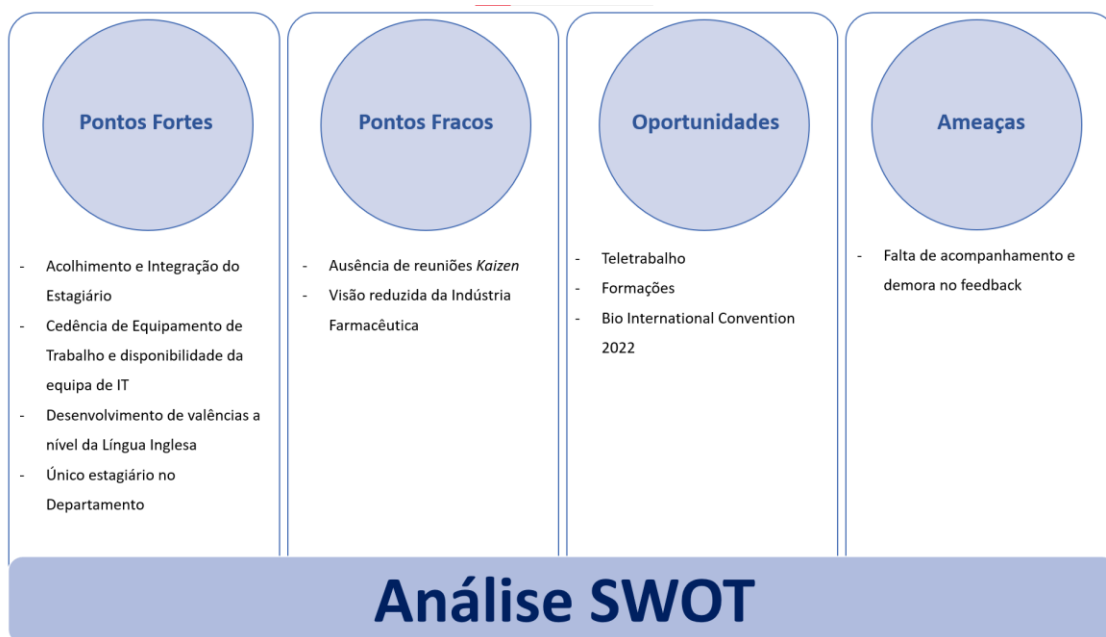 Pontos Fortes
- Acolhimento e Integração do
Estagiário
- Cedência de Equipamento de
Trabalho e disponibilidade da
equipa de IT
- Desenvolvimento de valências a
nível da Língua Inglesa
- Único estagiário no
Departamento
Pontos Fracos
- Ausência de reuniões Kaizen
- Visão reduzida da Indústria
Farmacêutica
Oportunidades
- Teletrabalho
- Formações
- Bio International Convention
2022
Ameaças
- Falta de acompanhamento e
demora no feedback
Análise SWOT